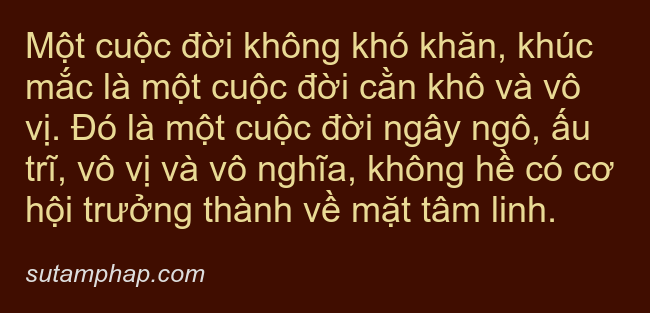 Một cuộc đời không khó khăn, khúc
mắc là một cuộc đời cằn khô và vô
vị. Đó là một cuộc đời ngây ngô, ấu
trĩ, vô vị và vô nghĩa, không hề có cơ
hội trưởng thành về mặt tâm linh.
sutamphap.com